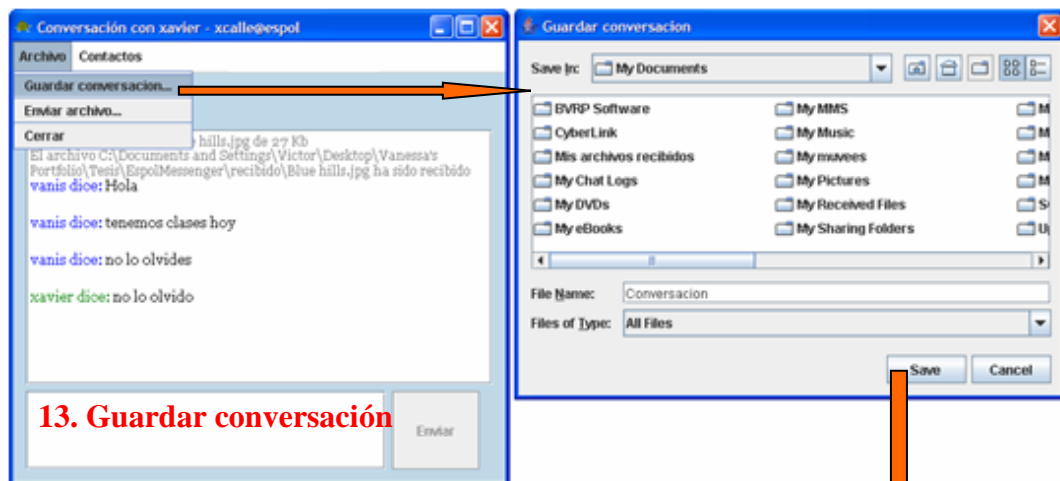 Conversación con xavier - xcalle@espol
Archivo Contactos
Guardar conversacion...
Enviar archivo...
Cerrar
hills.jpg de 27 Kb
El archivo C:\Documents and Settings\Victor\Desktop\Vanessa's
Portfolio\Tesis\EspolMessenger\recibido\Blue hills.jpg ha sido recibido
vanis dice: Hola
vanis dice: tenemos clases hoy
vanis dice: no lo olvides
xavier dice: no lo olvido
13. Guardar conversación
Enviar
Guardar conversacion
Save In: My Documents
BVRP Software My MMS M
CyberLink My Music M
Mis archivos recibidos My muvees M
My Chat Logs My Pictures M
My DVDs My Received Files
My eBooks My Sharing Folders
File Name: Conversacion
Files of Type: All Files
Save Cancel